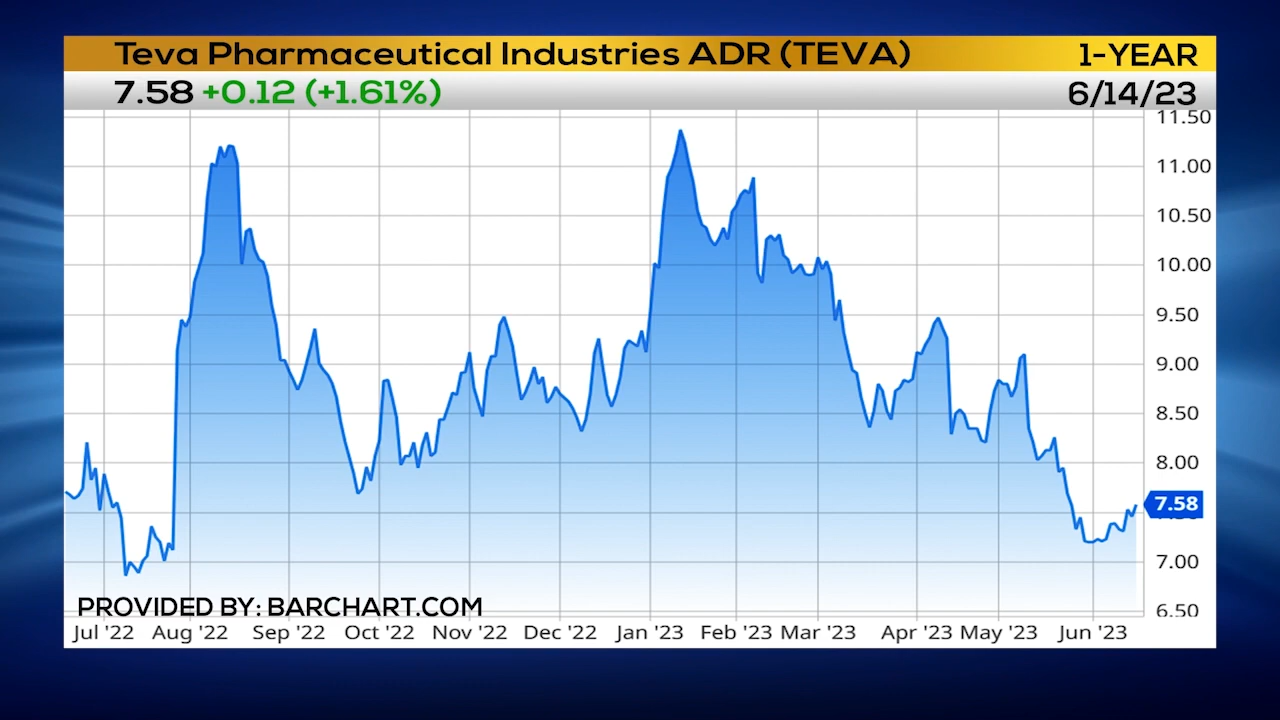 Teva Pharmaceutical Industries ADR (TEVA) 1-YEAR
7.58 +0.12 (+1.61%) 6/14/23
11.50
11.00
10.50
10.00
9.50
9.00
8.50
8.00
7.58
7.00
6.50
PROVIDED BY: BARCHART.COM
Jul '22 Aug '22 Sep '22 Oct '22 Nov '22 Dec '22 Jan '23 Feb '23 Mar '23 Apr '23 May '23 Jun '23